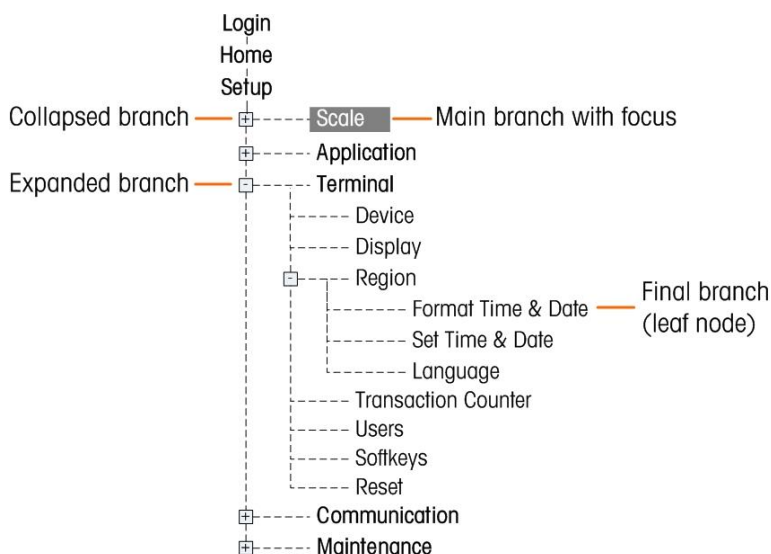 Login
Home
Setup
Collapsed branch
+
Scale
Main branch with focus
+
Application
Expanded branch
-
Terminal
Device
Display
-
Region
Format Time & Date
Final branch
(leaf node)
Set Time & Date
Language
Transaction Counter
Users
Softkeys
Reset
+
Communication
+
Maintenance